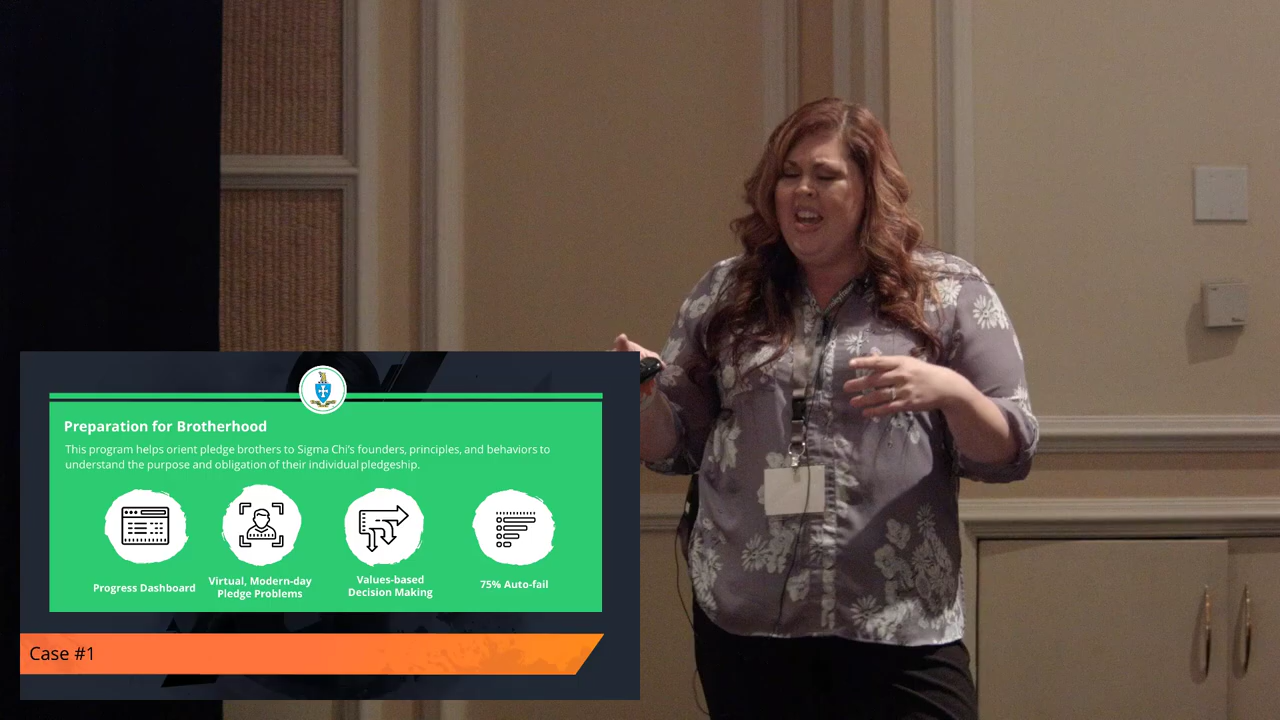 Preparation for Brotherhood
This program helps orient pledge brothers to Sigma Chi's founders, principles, and behaviors to
understand the purpose and obligation of their individual pledgeship.
Progress Dashboard
Virtual, Modern-day
Pledge Problems
Values-based
Decision Making
75% Auto-fail
Case #1